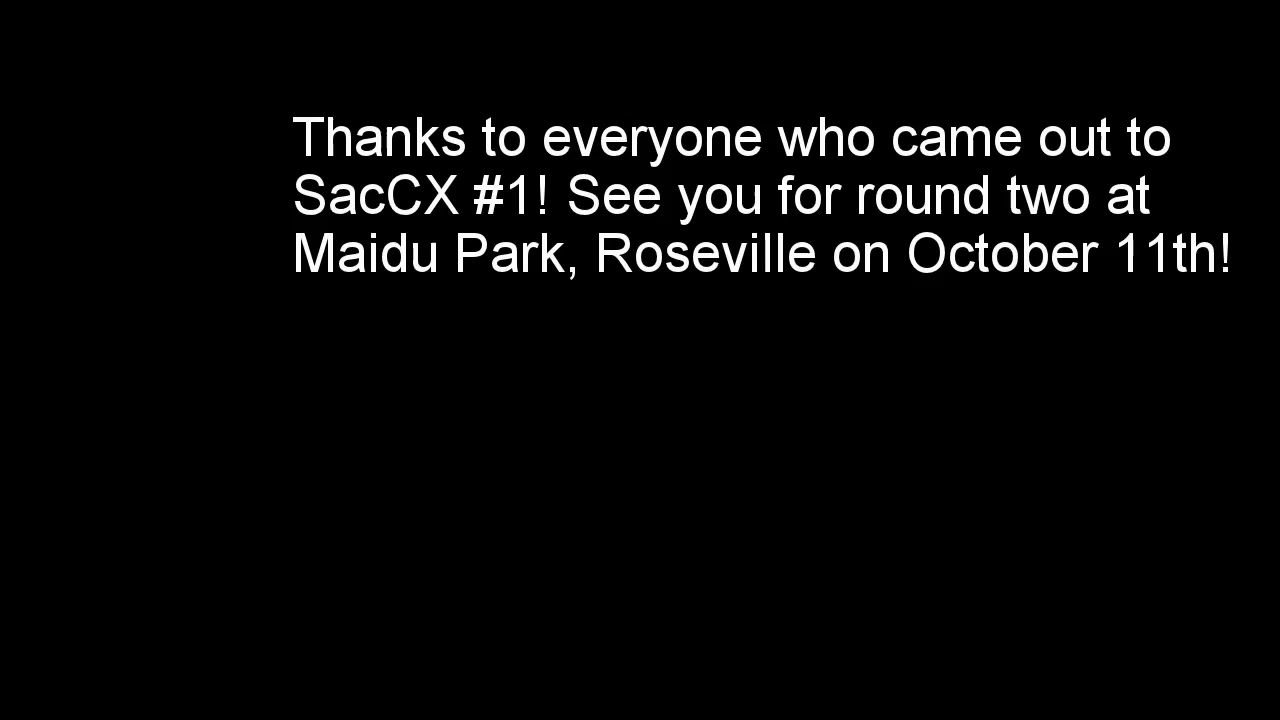 Thanks to everyone who came out to
SacCX #1! See you for round two at
Maidu Park, Roseville on October 11th!